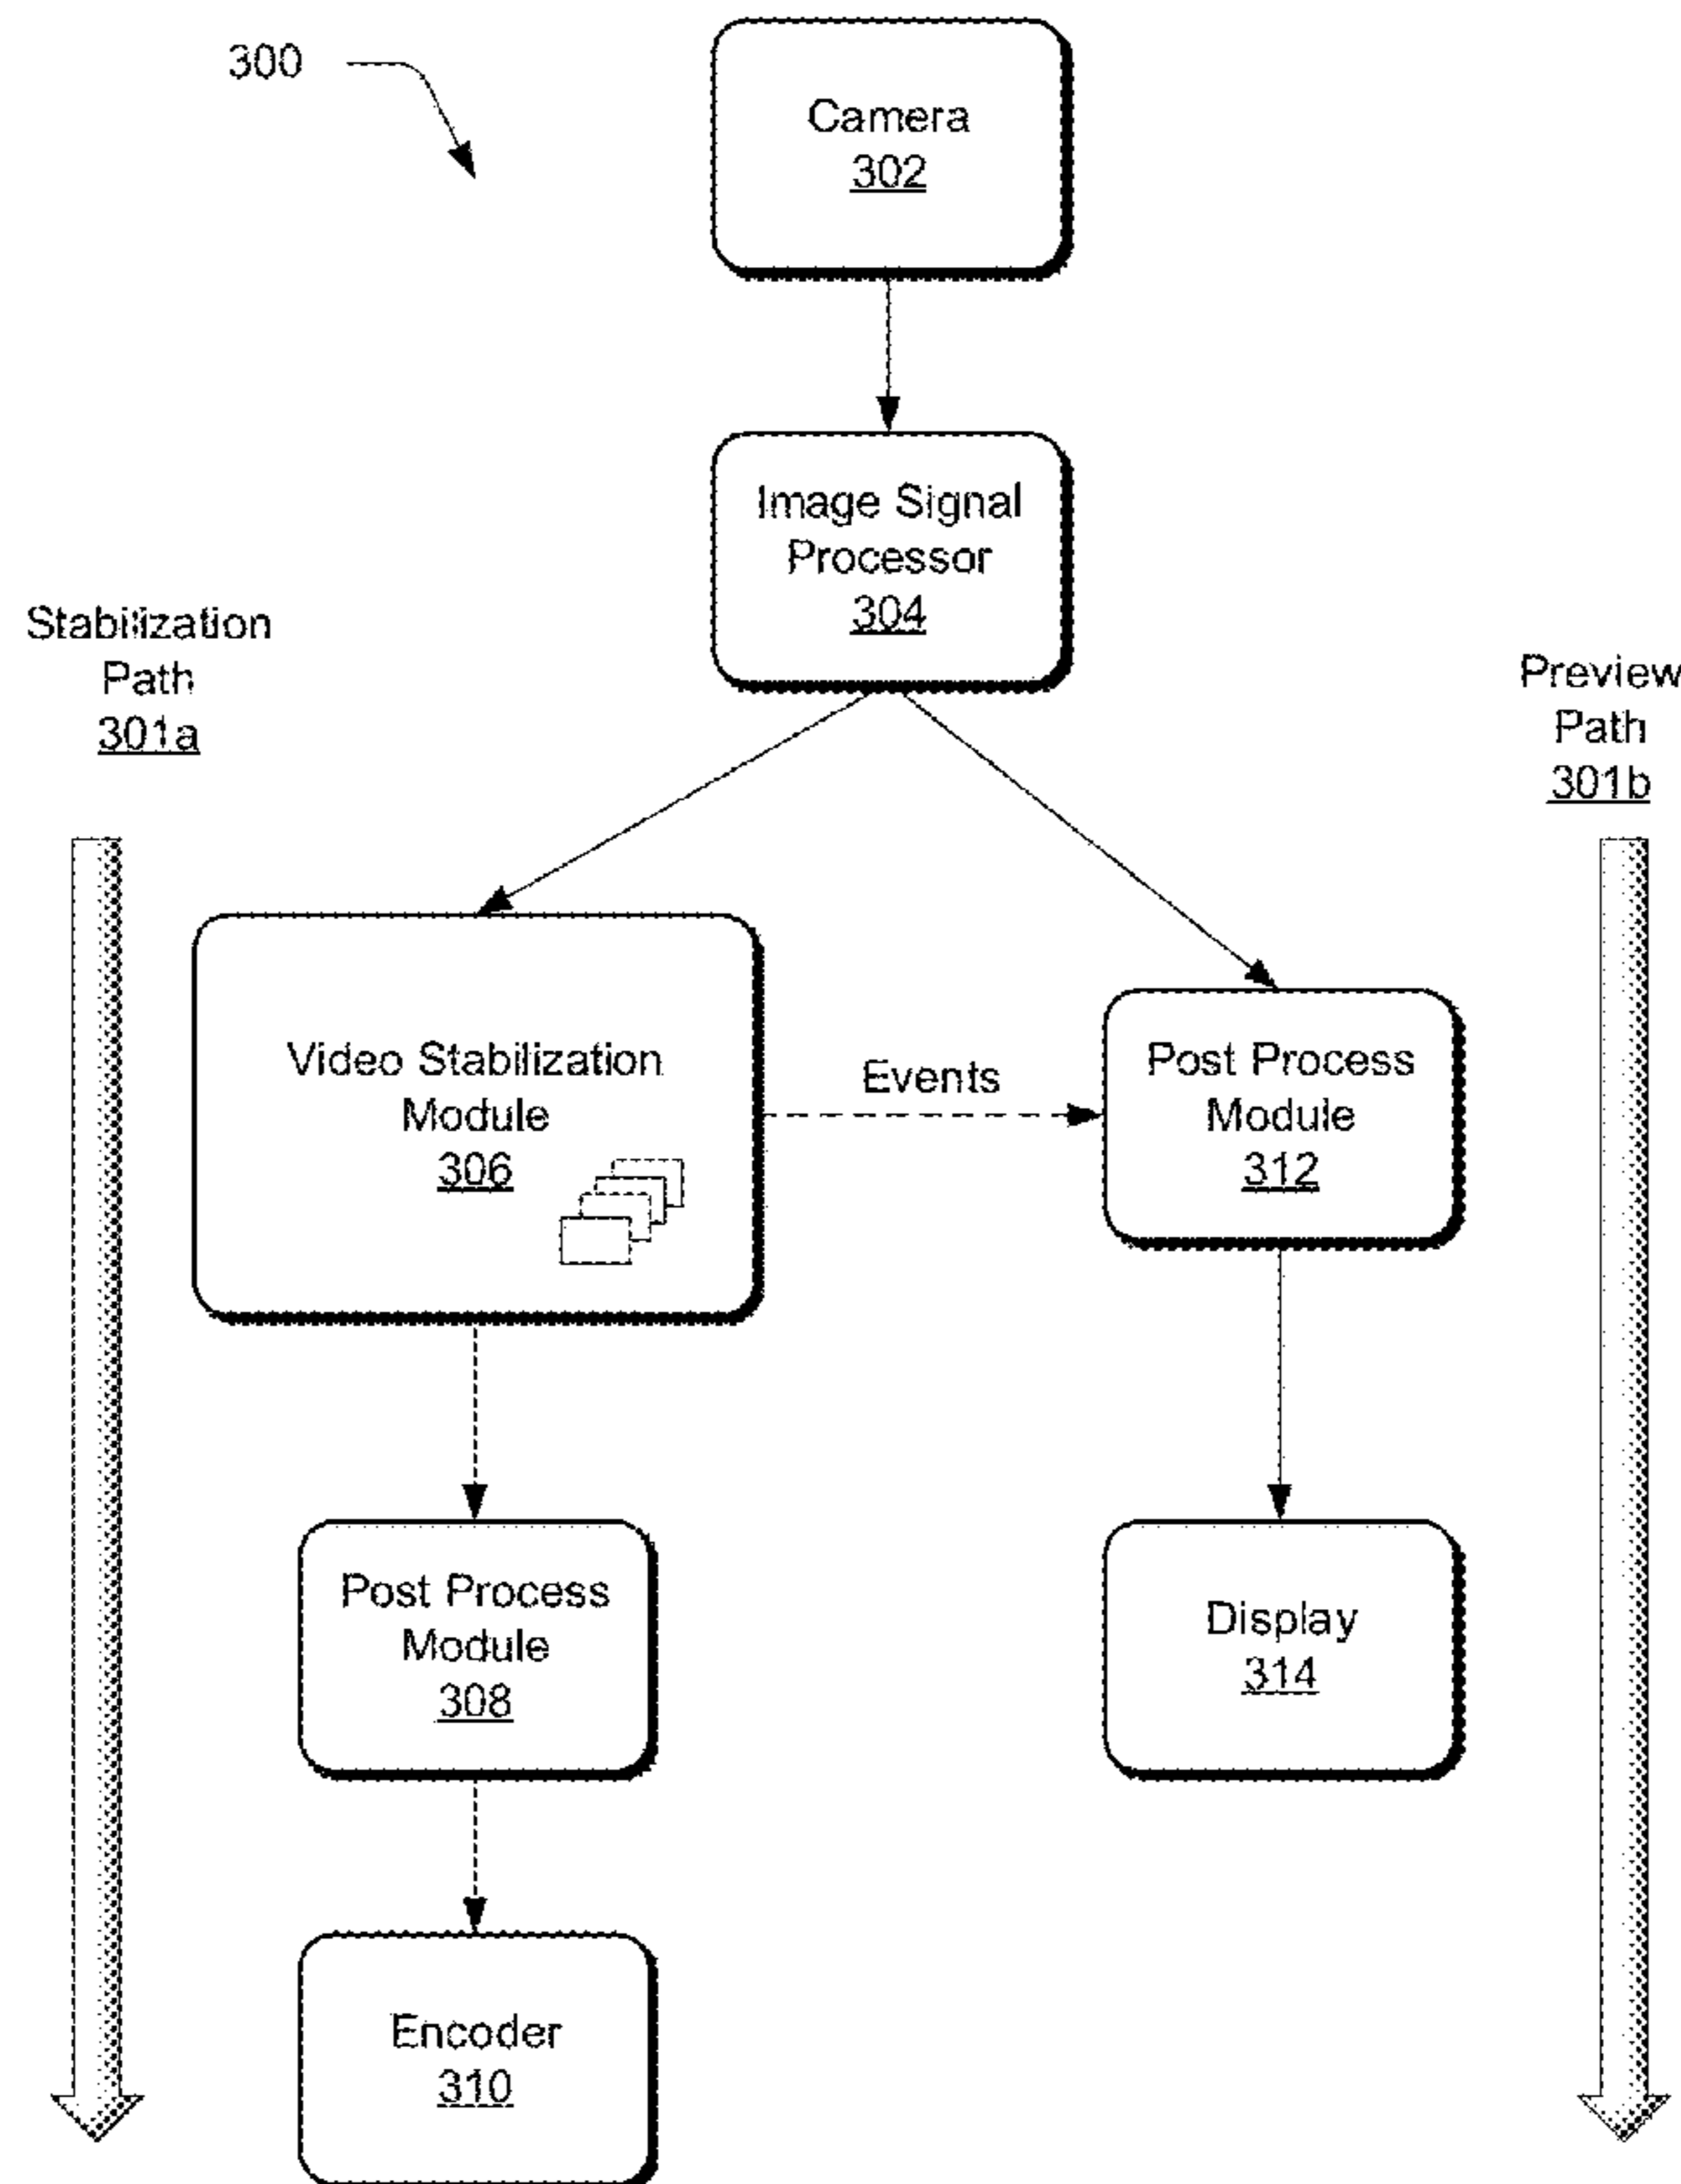 300
Camera
302
Image Signal
Processor
304
Stabilization
Path
301a
Preview
Path
301b
Video Stabilization
Module
306
Events
Post Process
Module
312
Post Process
Module
308
Display
314
Encoder
310